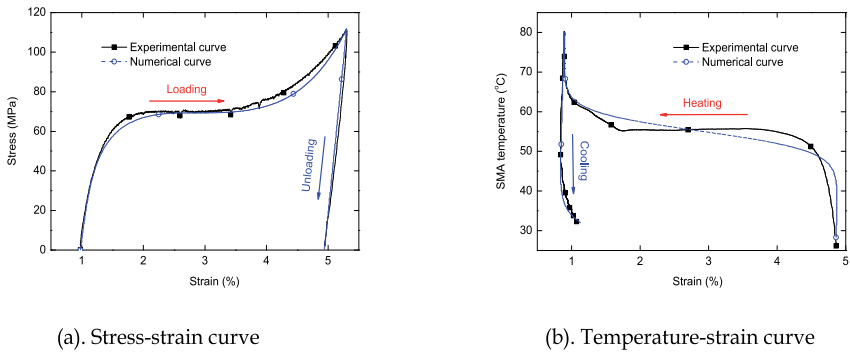 120
100
80
60
40
20
0
Stress (MPa)
1
2
3
4
5
Strain (%)
Experimental curve
Numerical curve
Loading
Unloading
80
70
60
50
40
30
SMA temperature (°C)
1
2
3
4
5
Strain (%)
Experimental curve
Numerical curve
Heating
Cooling
(a). Stress-strain curve
(b). Temperature-strain curve